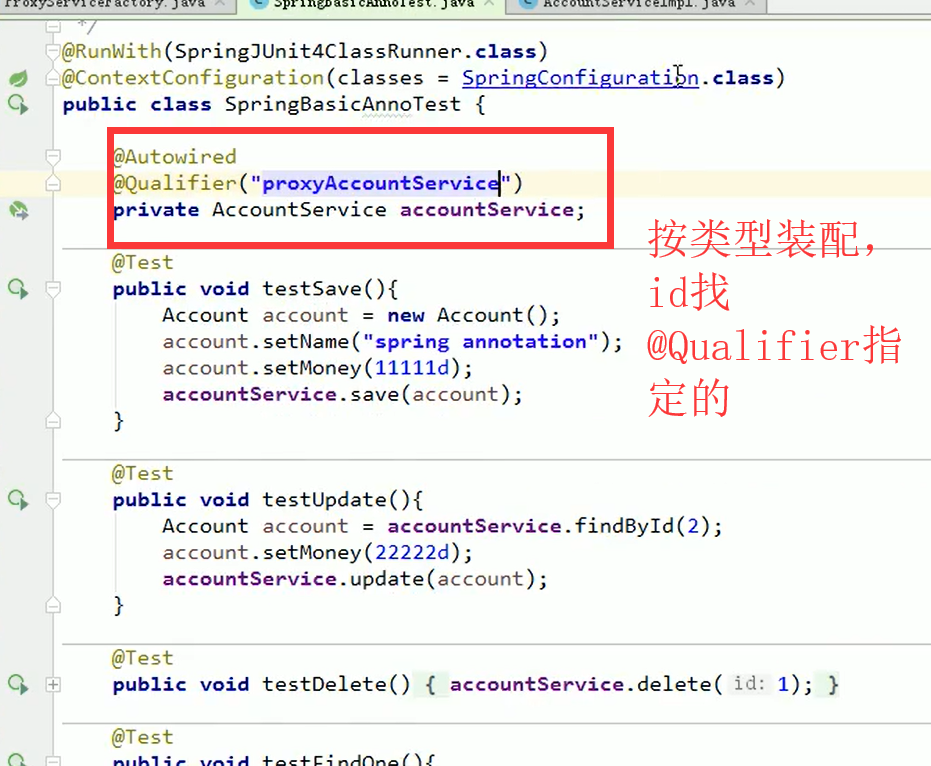 ProxyServiceFactory.java
SpringBasicAnnoTest.java
AccountServiceImpl.java
*/
@RunWith(SpringJUnit4ClassRunner.class)
@ContextConfiguration(classes = SpringConfiguration.class)
public class SpringBasicAnnoTest {
@Autowired
@Qualifier("proxyAccountService")
private AccountService accountService;
按类型装配，
id找
@Qualifier指
定的
@Test
public void testSave(){
Account account = new Account();
account.setName("spring annotation");
account.setMoney(11111d);
accountService.save(account);
}
@Test
public void testUpdate(){
Account account = accountService.findById(2);
account.setMoney(22222d);
accountService.update(account);
}
@Test
public void testDelete() { accountService.delete( id: 1); }
@Test
public void testFindOne(){